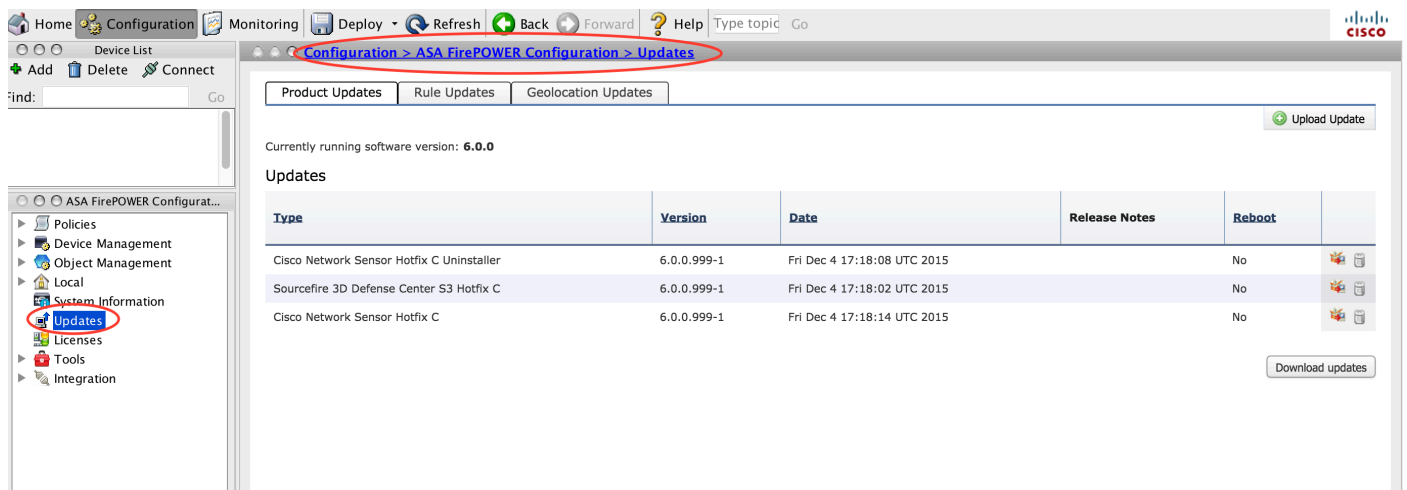 Home Configuration Monitoring Deploy Refresh Back Forward Help Type topic Go
CISCO
Device List
Add Delete Connect
Find: Go
ASA FirePOWER Configurat...
Policies
Device Management
Object Management
Local
System Information
Updates
Licenses
Tools
Integration
Configuration > ASA FirePOWER Configuration > Updates
Product Updates Rule Updates Geolocation Updates
Upload Update
Currently running software version: 6.0.0
Updates
Type Version Date Release Notes Reboot
Cisco Network Sensor Hotfix C Uninstaller 6.0.0.999-1 Fri Dec 4 17:18:08 UTC 2015 No
Sourcefire 3D Defense Center S3 Hotfix C 6.0.0.999-1 Fri Dec 4 17:18:02 UTC 2015 No
Cisco Network Sensor Hotfix C 6.0.0.999-1 Fri Dec 4 17:18:14 UTC 2015 No
Download updates